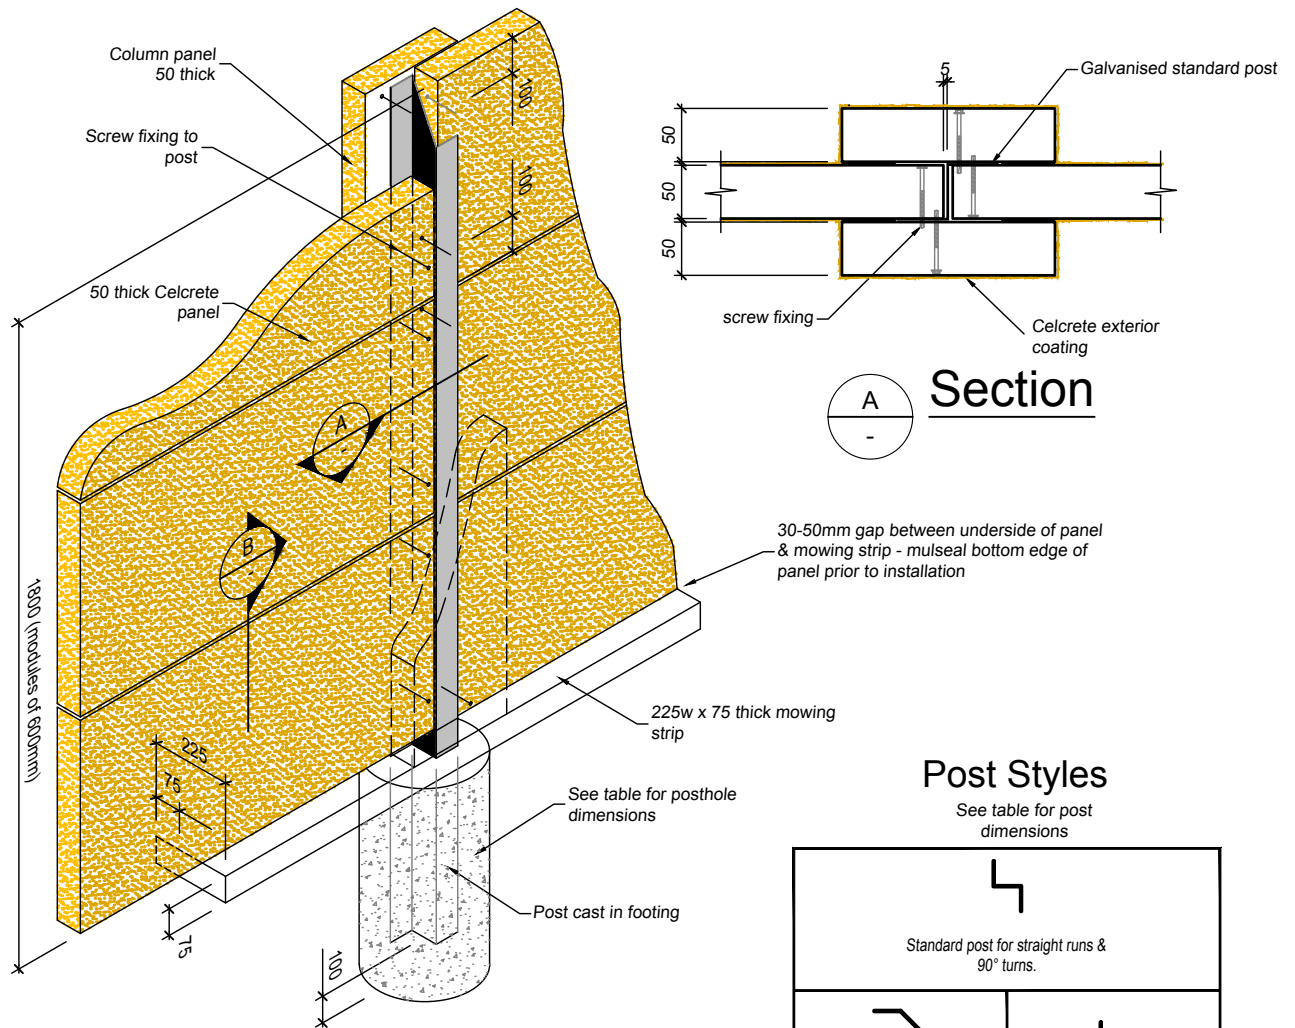 Column panel
50 thick
Screw fixing to
post
50 thick Celcrete
panel
1800 (modules of 600mm)
100
100
A
-
B
-
225
75
75
100
5
Galvanised standard post
50
50
50
screw fixing
Celcrete exterior
coating
A
-
Section
30-50mm gap between underside of panel
& mowing strip - mulseal bottom edge of
panel prior to installation
225w x 75 thick mowing
strip
See table for posthole
dimensions
Post cast in footing
Post Styles
See table for post
dimensions
Standard post for straight runs &
90° turns.